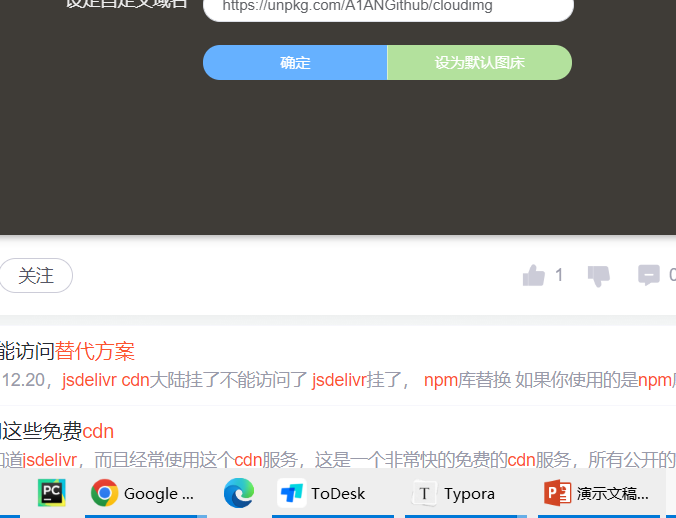 设定自定义域名
https://unpkg.com/A1ANGithub/cloudimg
确定 设为默认图床
关注 1 0
能访问替代方案
12.20，jsdelivr cdn大陆挂了不能访问了 jsdelivr挂了， npm库替换 如果你使用的是npm
这些免费cdn
道jsdelivr，而且经常使用这个cdn服务，这是一个非常快的免费的cdn服务，所有公开的
PC Google ... ToDesk T Typora P 演示文稿...